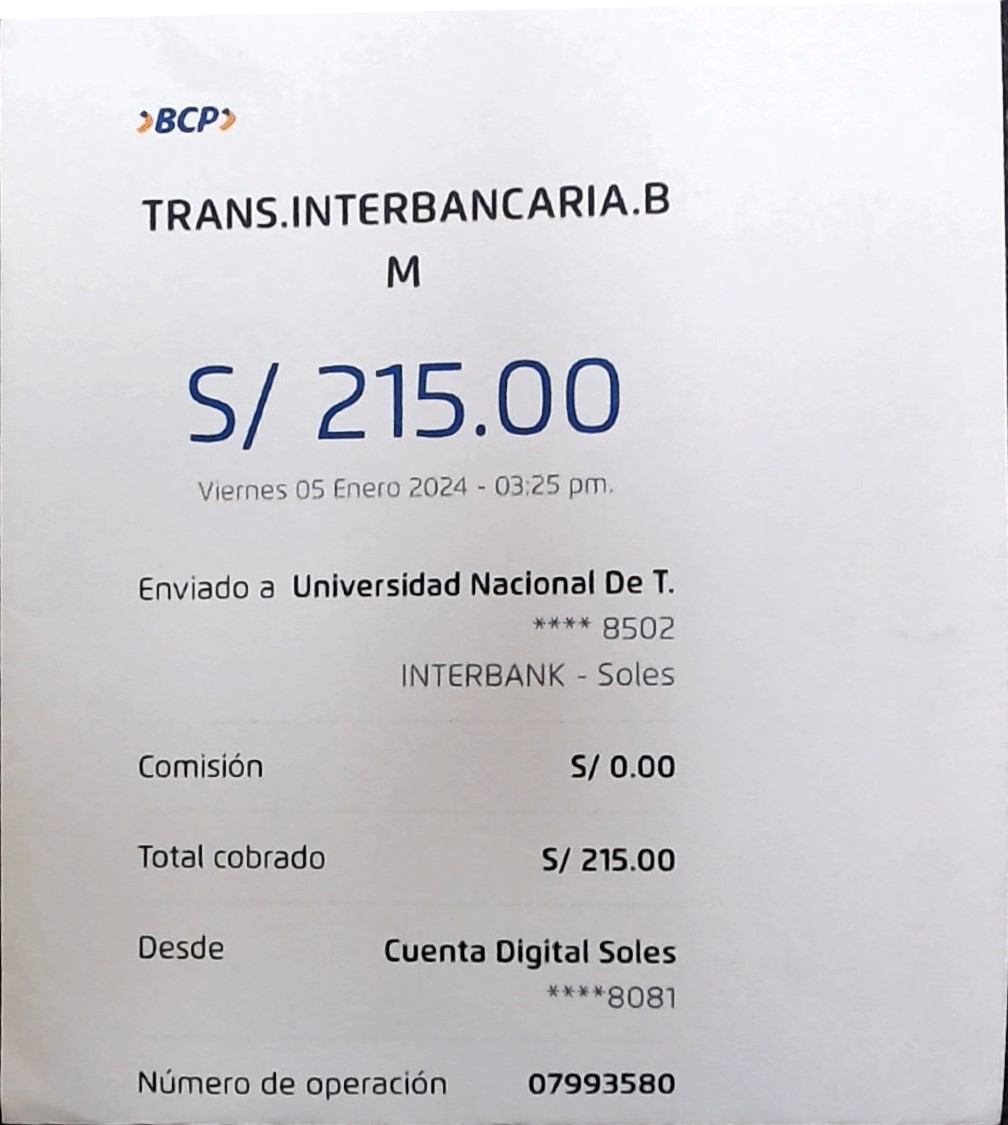 BCP
TRANS.INTERBANCARIA.B
M
S/ 215.00
Viernes 05 Enero 2024 - 03:25 pm.
Enviado a Universidad Nacional De T.
**** 8502
INTERBANK - Soles
Comisión S/ 0.00
Total cobrado S/ 215.00
Desde Cuenta Digital Soles
****8081
Número de operación 07993580